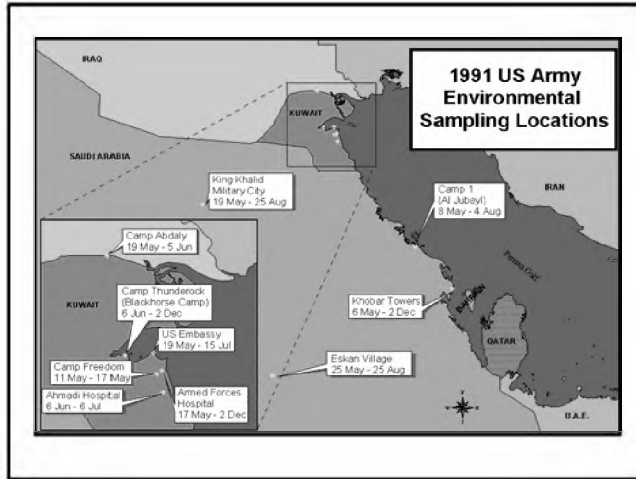 1991 US Army
Environmental
Sampling Locations
IRAQ
KUWAIT
SAUDI ARABIA
IRAN
King Khalid
Military City
19 May - 25 Aug
Camp 1
(Al Jubayl)
8 May - 4 Aug
Persian Gulf
Camp Abdaly
19 May - 5 Jun
KUWAIT
Camp Thunderock
(Blackhorse Camp)
6 Jun - 2 Dec
US Embassy
19 May - 15 Jul
Khobar Towers
6 May - 2 Dec
BAHRAIN
QATAR
Camp Freedom
11 May - 17 May
Eskan Village
25 May - 25 Aug
Ahmadi Hospital
6 Jun - 6 Jul
Armed Forces
Hospital
17 May - 2 Dec
U.A.E.